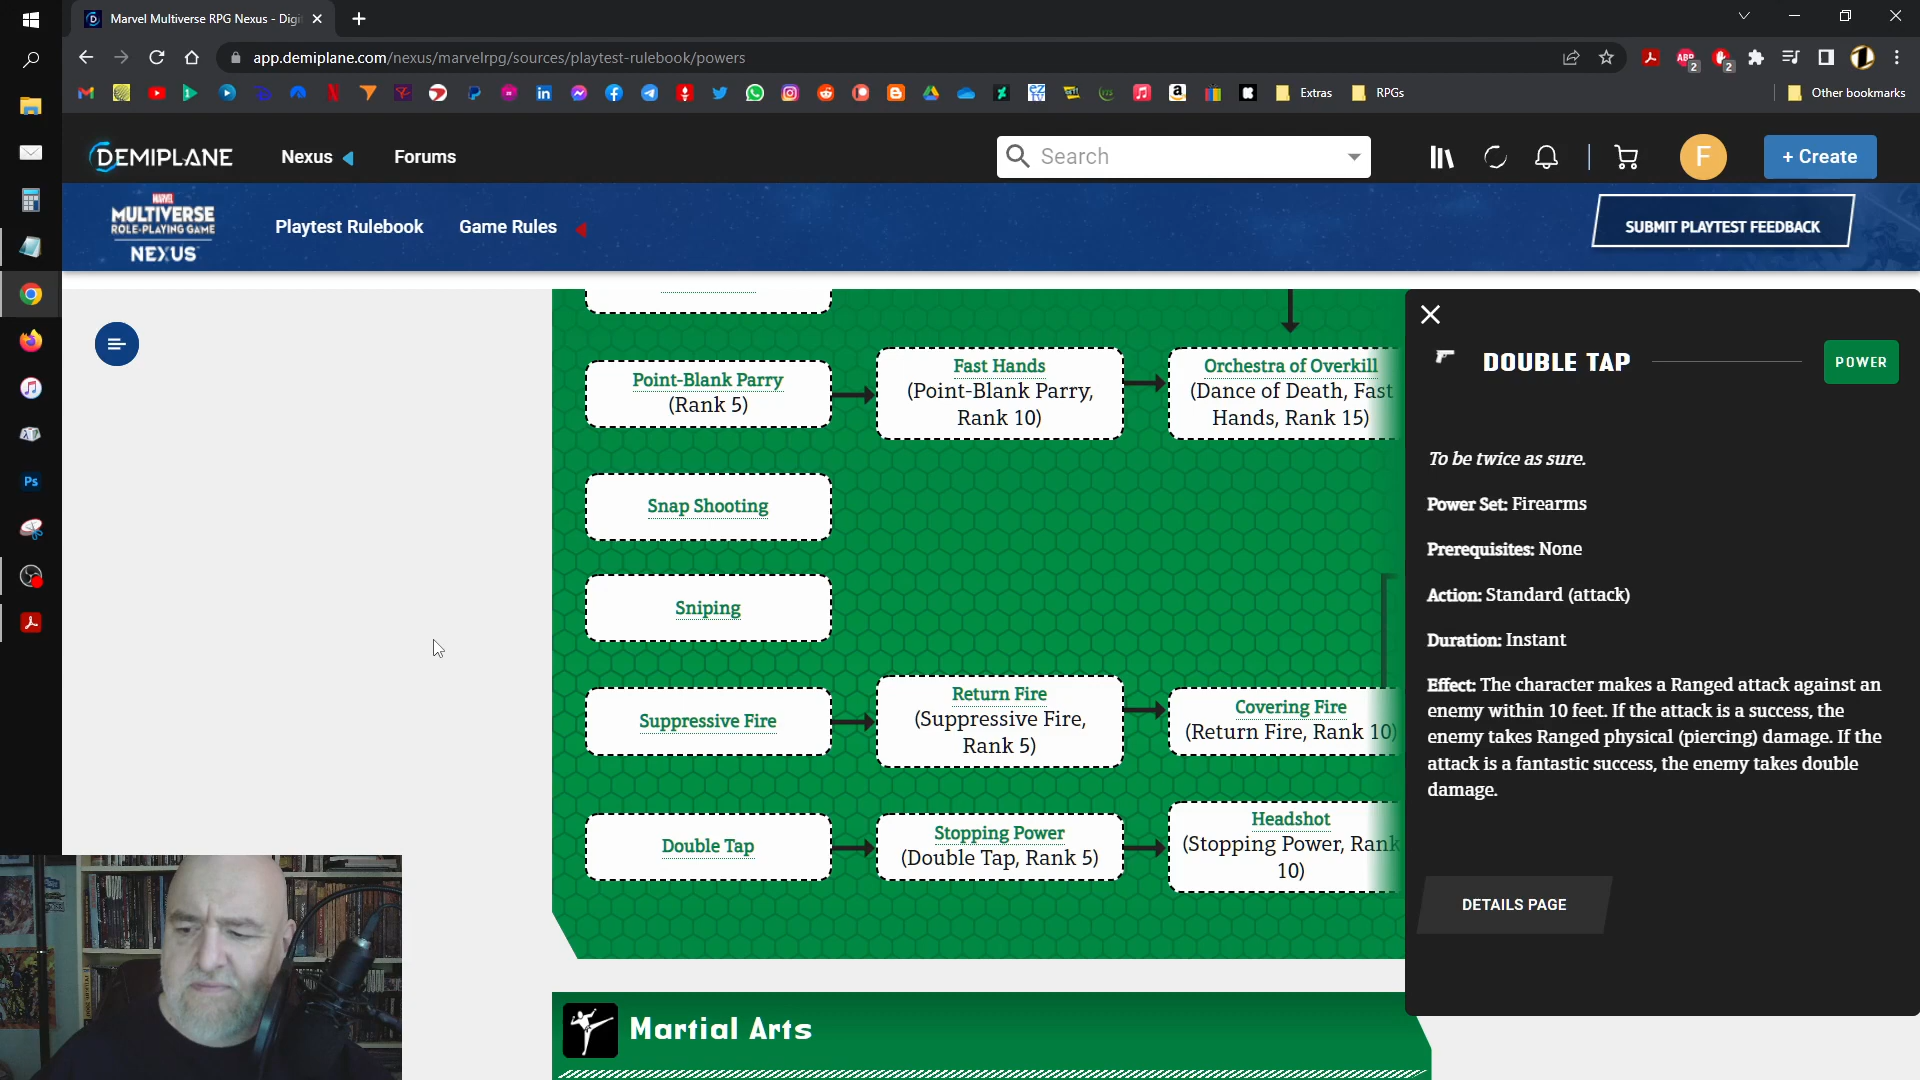 Marvel Multiverse RPG Nexus - Digi
app.demiplane.com/nexus/marvelrpg/sources/playtest-rulebook/powers
ABP
2
2
EZ
Extras
RPGs
Other bookmarks
DEMIPLANE
Nexus
Forums
Search
F
+ Create
MARVEL
MULTIVERSE
ROLE-PLAYING GAME
NEXUS
Playtest Rulebook
Game Rules
SUBMIT PLAYTEST FEEDBACK
Point-Blank Parry
(Rank 5)
Fast Hands
(Point-Blank Parry,
Rank 10)
Orchestra of Overkill
(Dance of Death, Fast
Hands, Rank 15)
Snap Shooting
Sniping
Suppressive Fire
Return Fire
(Suppressive Fire,
Rank 5)
Covering Fire
(Return Fire, Rank 10)
Double Tap
Stopping Power
(Double Tap, Rank 5)
Headshot
(Stopping Power, Rank
10)
Martial Arts
DOUBLE TAP
POWER
To be twice as sure.
Power Set: Firearms
Prerequisites: None
Action: Standard (attack)
Duration: Instant
Effect: The character makes a Ranged attack against an
enemy within 10 feet. If the attack is a success, the
enemy takes Ranged physical (piercing) damage. If the
attack is a fantastic success, the enemy takes double
damage.
DETAILS PAGE
Ps